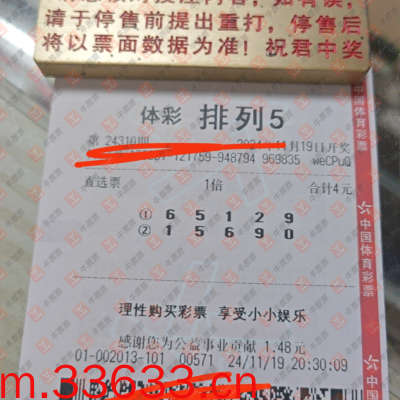 请于停售前提出重打,停售后
将以票面数据为准!祝君中奖
体彩 排列5
第 24310期 2024年11月19日开奖
121759-948794 969835 weCPuQ
直选票 1倍 合计4元
① 6 5 1 2 9
② 1 5 6 9 0
理性购买彩票 享受小小娱乐
感谢您为公益事业贡献 1.48元
01-002013-101 00571 24/11/19 20:30:09
中国体育彩票
中国体育彩票
m.33633.cn